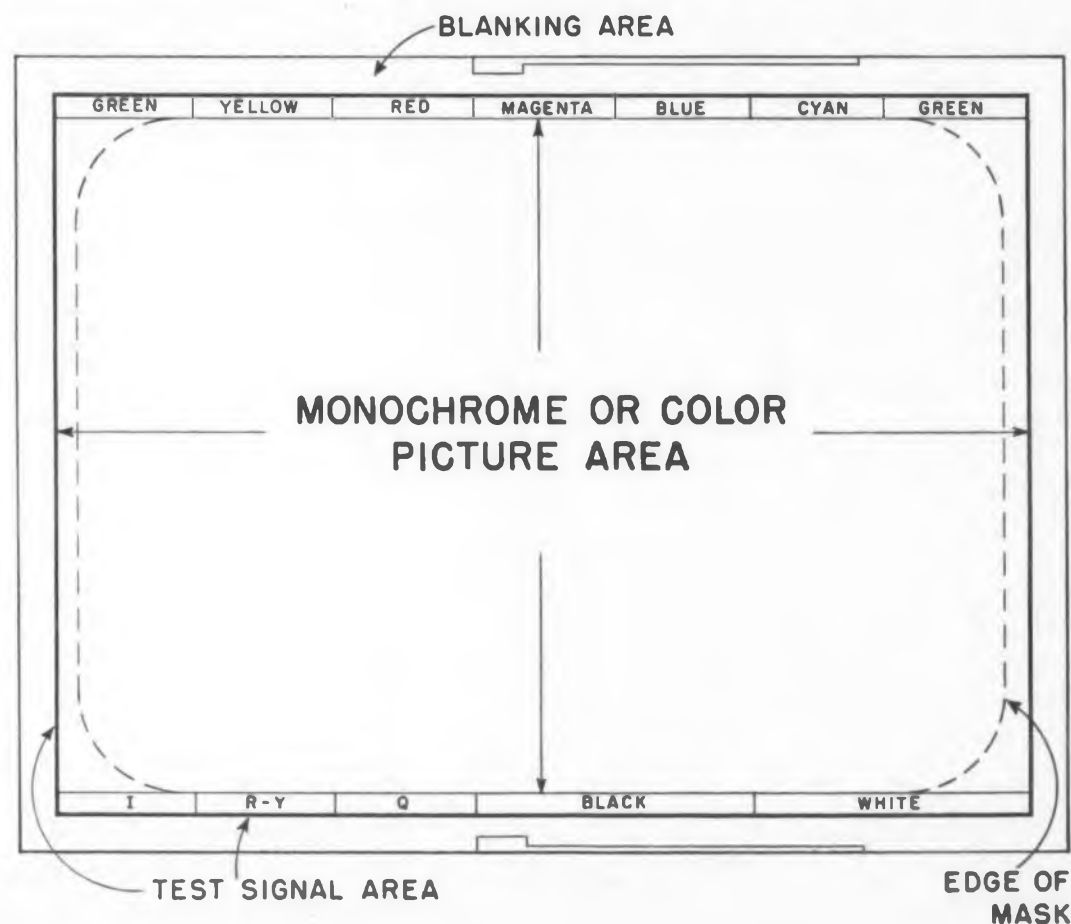 BLANKING AREA
GREEN YELLOW RED MAGENTA BLUE CYAN GREEN
MONOCHROME OR COLOR
PICTURE AREA
I R-Y Q BLACK WHITE
TEST SIGNAL AREA
EDGE OF
MASK